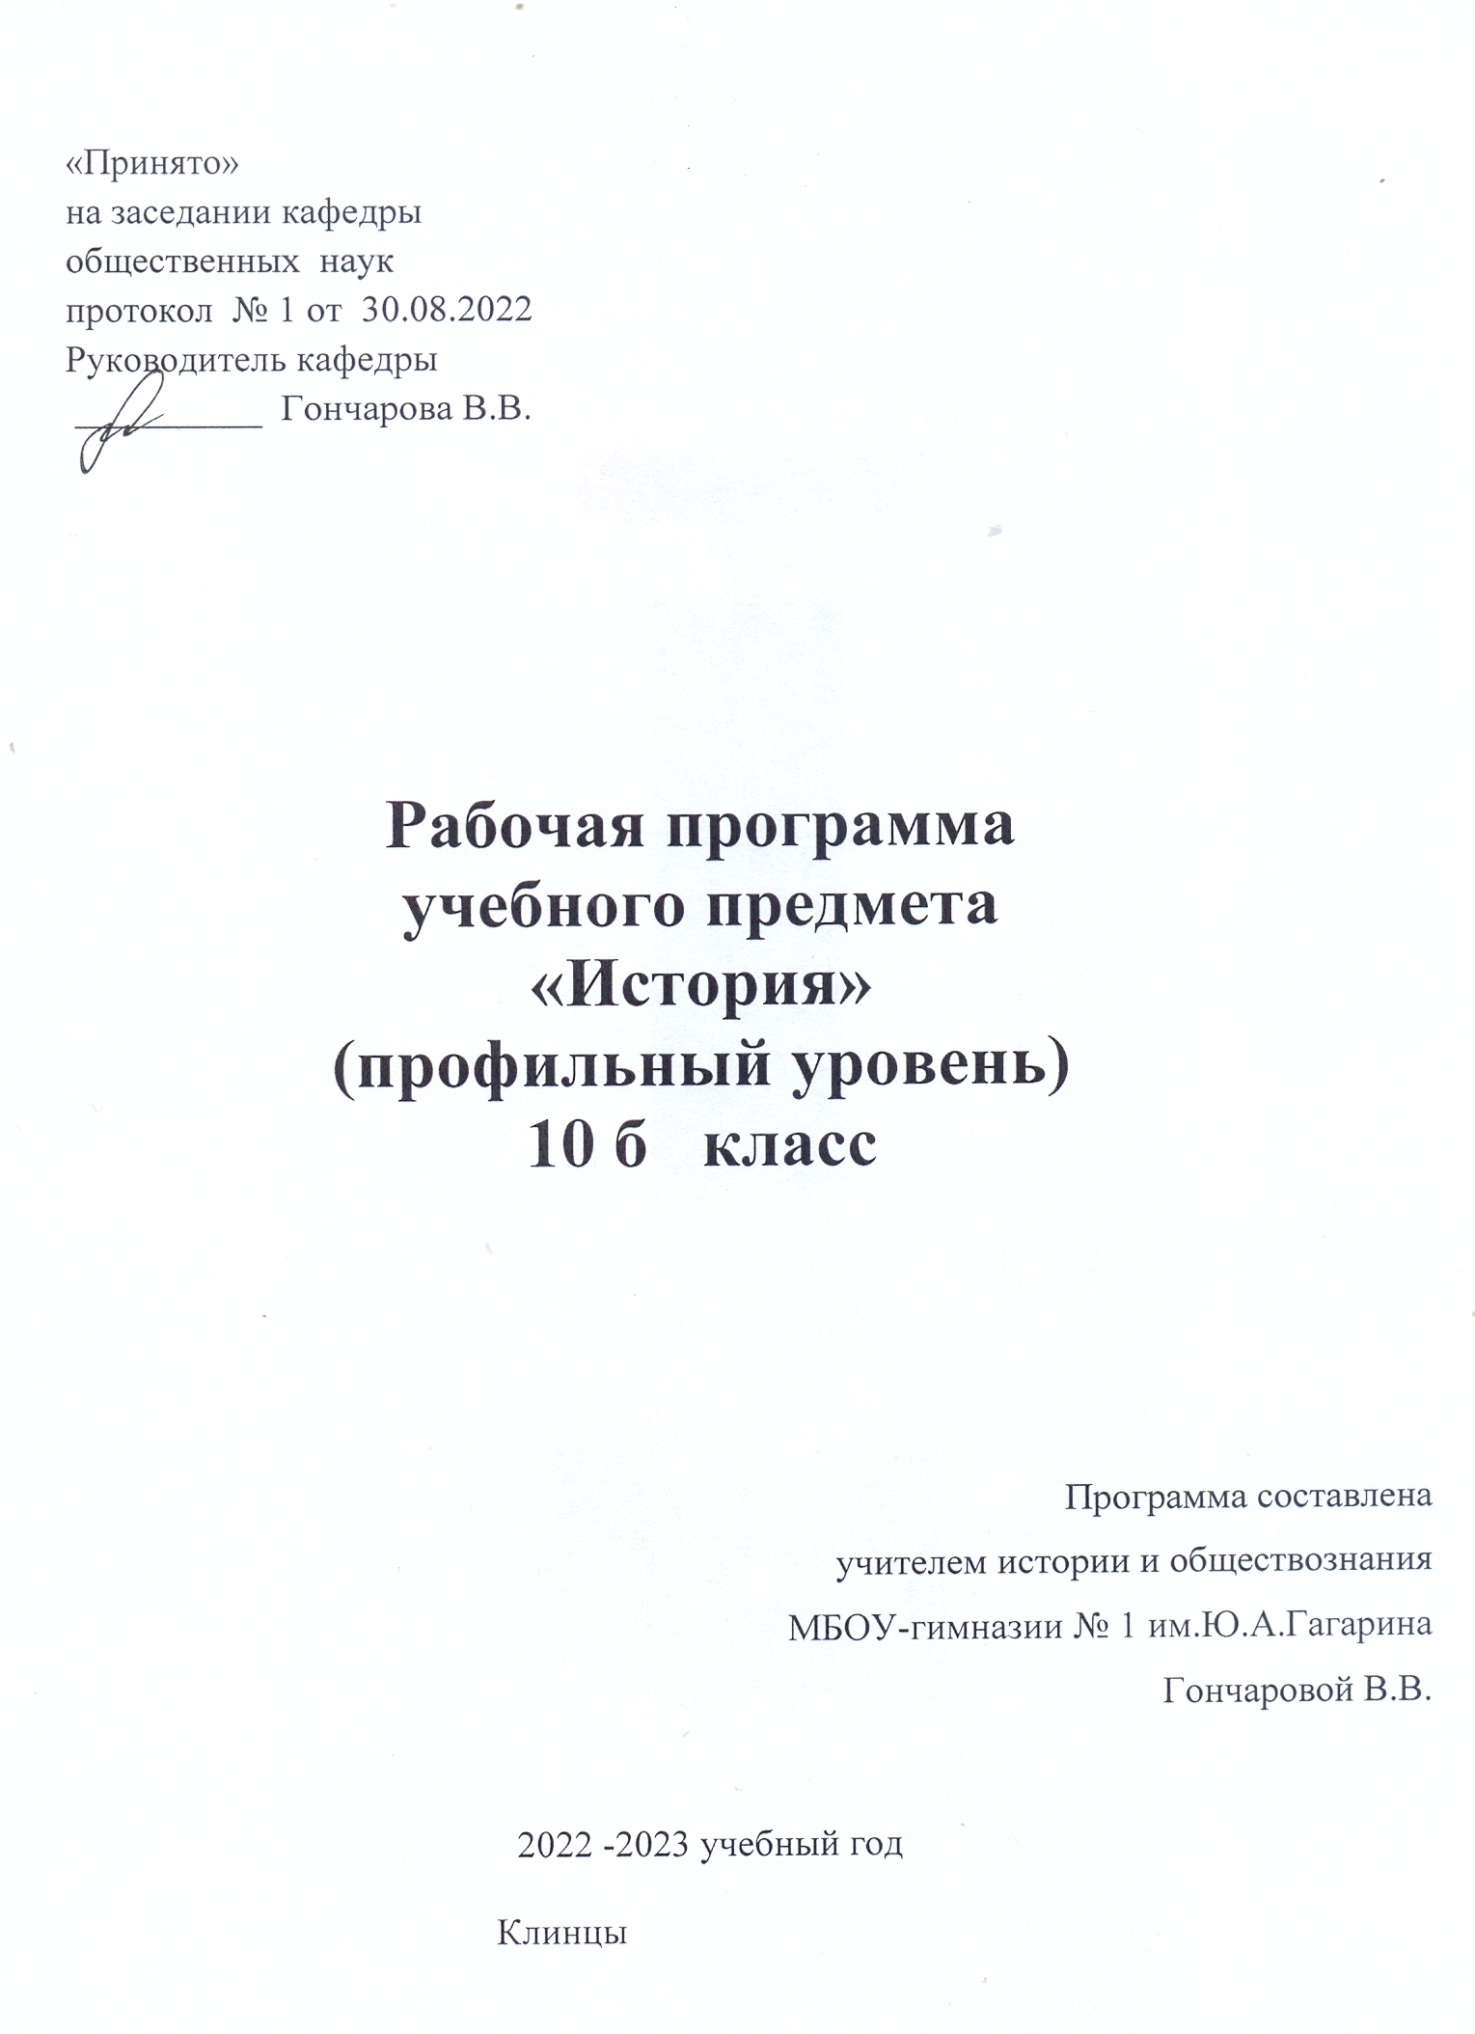 «Принято»
на заседании кафедры
общественных наук
протокол № 1 от 30.08.2022
Руководитель кафедры
__________ Гончарова В.В.
Рабочая программа
учебного предмета
«История»
(профильный уровень)
10 б класс
Программа составлена
учителем истории и обществознания
МБОУ-гимназии № 1 им.Ю.А.Гагарина
Гончаровой В.В.
2022 -2023 учебный год
Клинцы